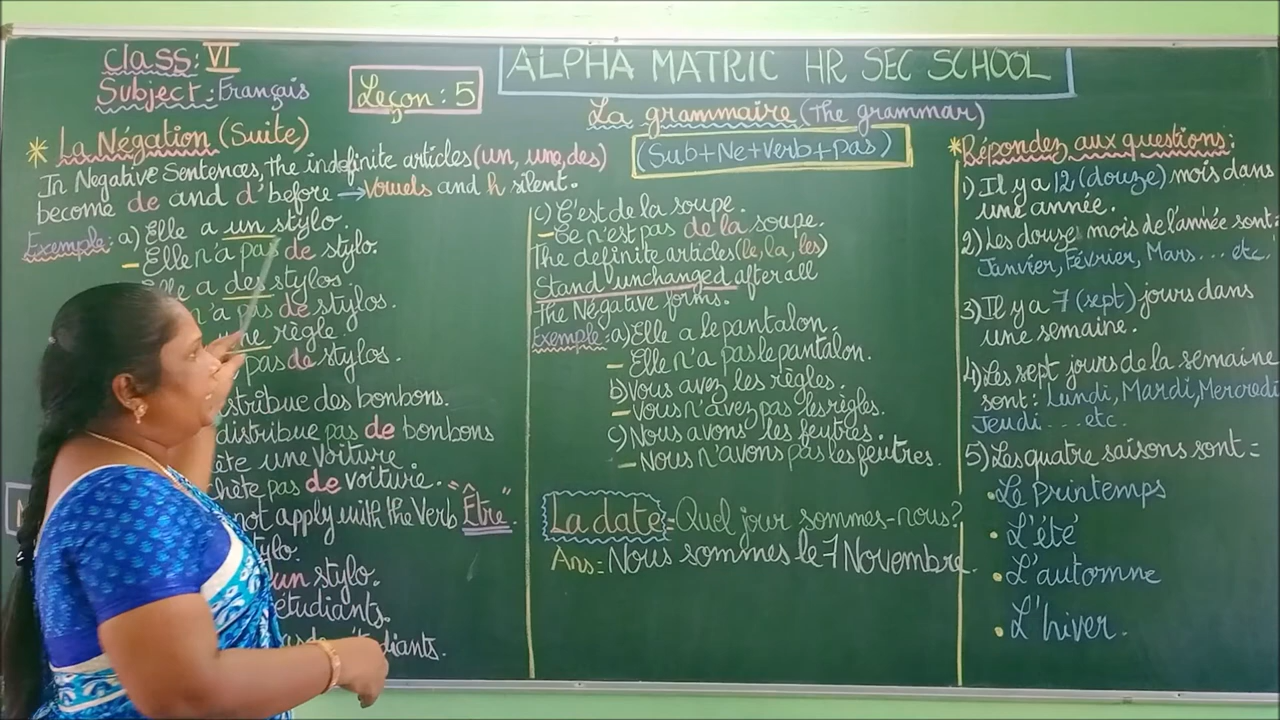 Class: VI
Subject: Français
Leçon: 5
ALPHA MATRIC HR SEC SCHOOL
La grammaire (The grammar)
(Sub+Ne+Verb+Pas)
* La Négation (Suite)
In Negative Sentences, the indefinite articles (un, une, des)
become de and d' before → Vowels and h silent.
Exemple: a) Elle a un stylo.
– Elle n'a pas de stylo.
Elle a des stylos.
n'a pas de stylos.
ne règle.
pas de stylos.
stribue des bonbons.
distribue pas de bonbons
ète une voiture.
hète pas de voiture.
not apply with the Verb "Être".
tylo.
un stylo.
étudiants.
diants.
c) C'est de la soupe.
– Ce n'est pas de la soupe.
The definite articles (le, la, les)
Stand unchanged after all
The Négative forms.
Exemple: a) Elle a le pantalon.
– Elle n'a pas le pantalon.
b) Vous avez les règles.
– Vous n'avez pas les règles.
c) Nous avons les feutres.
– Nous n'avons pas les feutres.
La date = Quel jour sommes-nous?
Ans = Nous sommes le 7 Novembre.
* Répondez aux questions:
1) Il y a 12 (douze) mois dans
une année.
2) Les douze mois de l'année sont:
Janvier, Février, Mars... etc.
3) Il y a 7 (sept) jours dans
une semaine.
4) Les sept jours de la semaine
sont: Lundi, Mardi, Mercredi
Jeudi.... etc.
5) Les quatre saisons sont =
• Le Printemps
• L'été
• L'automne
• L'hiver.